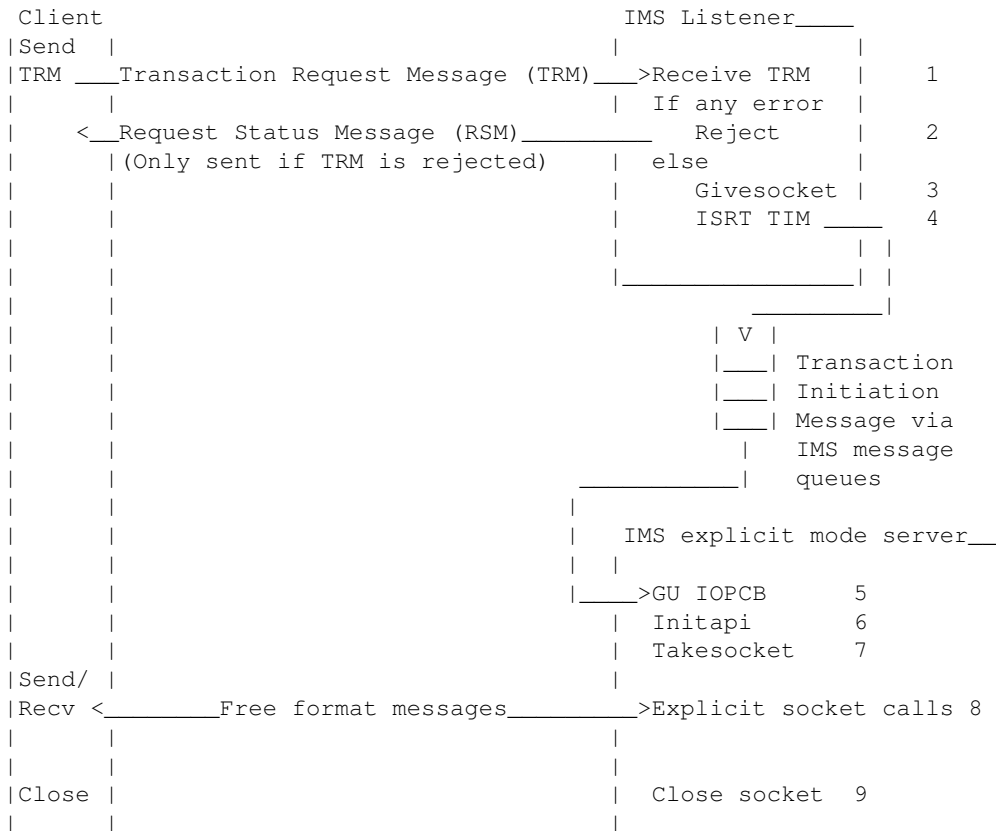 Client IMS Listener
Send
TRM Transaction Request Message (TRM) Receive TRM 1
If any error
Request Status Message (RSM) Reject 2
(Only sent if TRM is rejected) else
Givesocket 3
ISRT TIM 4
V
Transaction
Initiation
Message via
IMS message
queues
IMS explicit mode server
GU IOPCB 5
Initapi 6
Takesocket 7
Send/
Recv Free format messages Explicit socket calls 8
Close Close socket 9